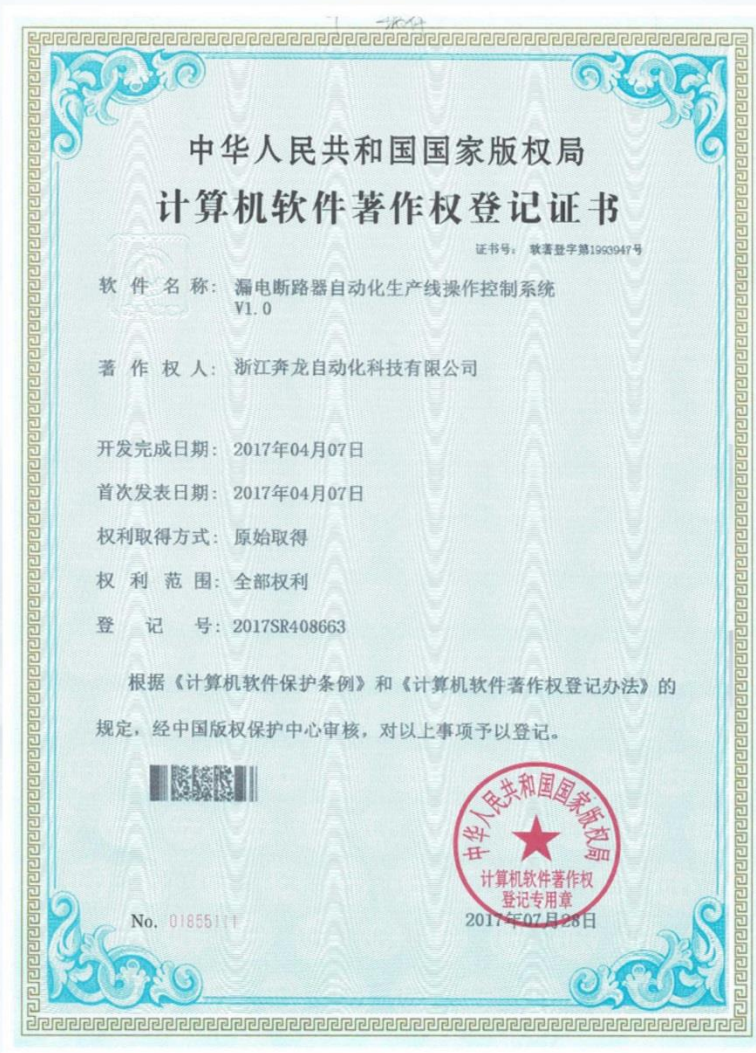 中华人民共和国国家版权局
计算机软件著作权登记证书
证书号： 软著登字第1993947号
软件名称： 漏电断路器自动化生产线操作控制系统
V1.0
著作权人： 浙江奔龙自动化科技有限公司
开发完成日期： 2017年04月07日
首次发表日期： 2017年04月07日
权利取得方式： 原始取得
权利范围： 全部权利
登记号： 2017SR408663
根据《计算机软件保护条例》和《计算机软件著作权登记办法》的
规定，经中国版权保护中心审核，对以上事项予以登记。
中华人民共和国国家版权局
计算机软件著作权
登记专用章
No. 01855111
2017年07月28日